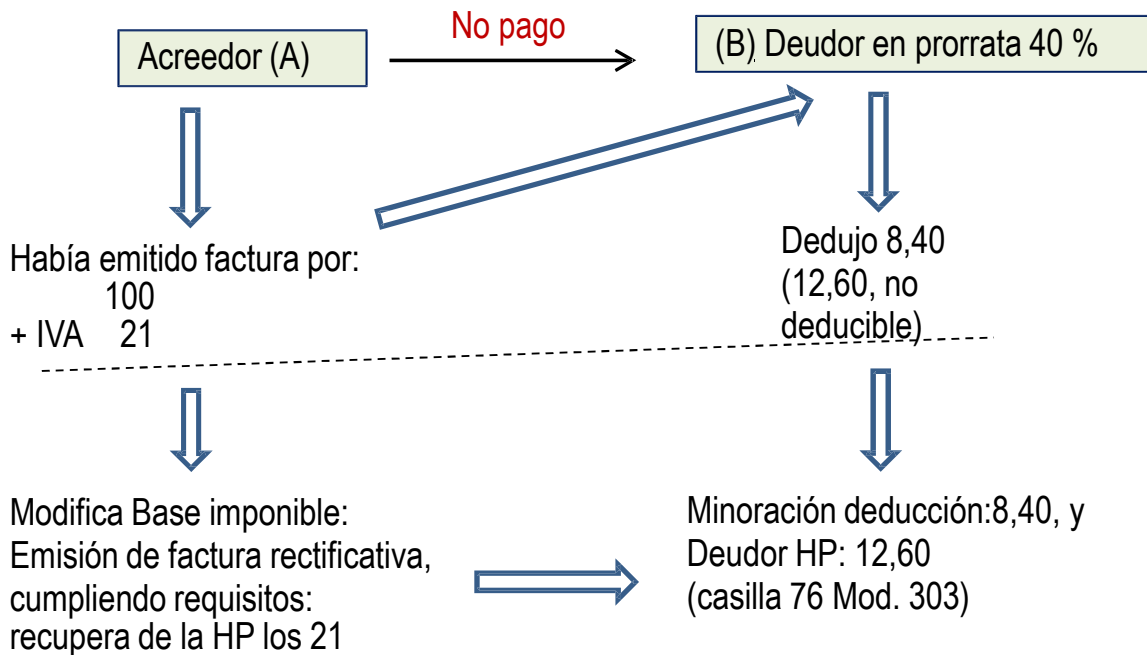 No pago
Acreedor (A)
(B) Deudor en prorrata 40 %
Había emitido factura por:
100
+ IVA 21
Dedujo 8,40
(12,60, no
deducible)
Modifica Base imponible:
Emisión de factura rectificativa,
cumpliendo requisitos:
recupera de la HP los 21
Minoración deducción:8,40, y
Deudor HP: 12,60
(casilla 76 Mod. 303)